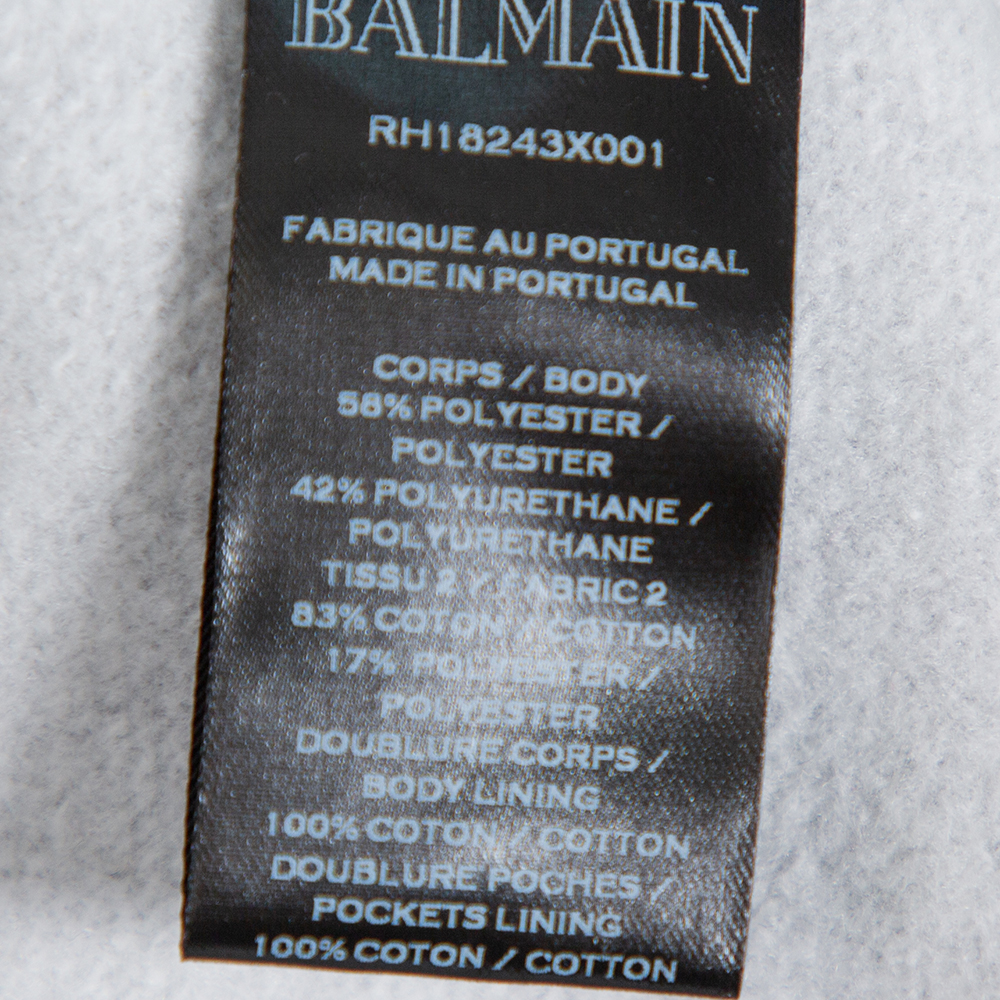 BALMAIN
RH18243X001
FABRIQUE AU PORTUGAL
MADE IN PORTUGAL
CORPS / BODY
58% POLYESTER /
POLYESTER
42% POLYURETHANE /
POLYURETHANE
TISSU 2 / FABRIC 2
83% COTON / COTTON
17% POLYESTER /
POLYESTER
DOUBLURE CORPS /
BODY LINING
100% COTON / COTTON
DOUBLURE POCHES /
POCKETS LINING
100% COTON / COTTON